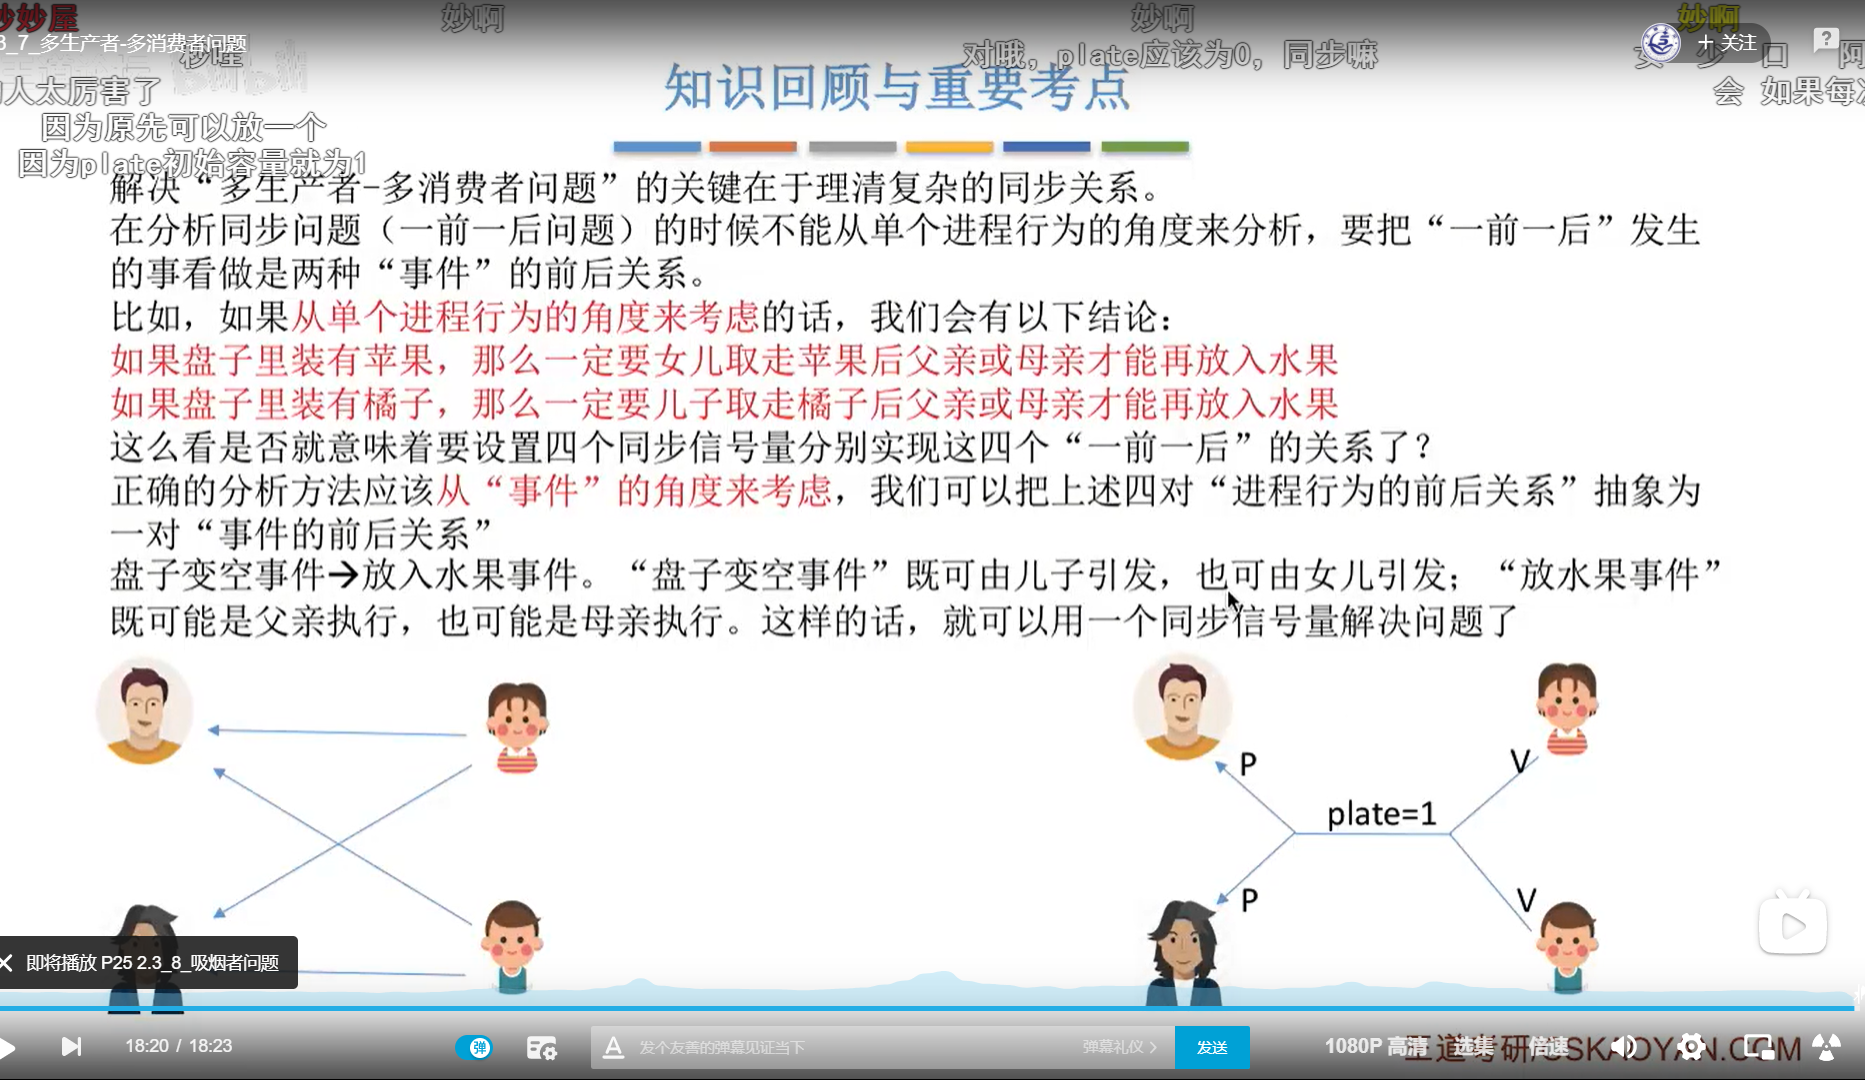 妙妙屋
妙啊
妙啊
妙啊
3_7_多生产者-多消费者问题
+ 关注
对哦，plate应该为0，同步嘛
人太厉害了
会 如果每
知识回顾与重要考点
因为原先可以放一个
因为plate初始容量就为1
解决“多生产者-多消费者问题”的关键在于理清复杂的同步关系。
在分析同步问题（一前一后问题）的时候不能从单个进程行为的角度来分析，要把“一前一后”发生
的事看做是两种“事件”的前后关系。
比如，如果从单个进程行为的角度来考虑的话，我们会有以下结论：
如果盘子里装有苹果，那么一定要女儿取走苹果后父亲或母亲才能再放入水果
如果盘子里装有橘子，那么一定要儿子取走橘子后父亲或母亲才能再放入水果
这么看是否就意味着要设置四个同步信号量分别实现这四个“一前一后”的关系了？
正确的分析方法应该从“事件”的角度来考虑，我们可以把上述四对“进程行为的前后关系”抽象为
一对“事件的前后关系”
盘子变空事件→放入水果事件。“盘子变空事件”既可由儿子引发，也可由女儿引发；“放水果事件”
既可能是父亲执行，也可能是母亲执行。这样的话，就可以用一个同步信号量解决问题了
P
V
plate=1
P
V
即将播放 P25 2.3_8_吸烟者问题
18:20 / 18:23
弹
发个友善的弹幕见证当下
弹幕礼仪 >
发送
1080P 高清
选集
倍速
王道考研/CSKAOYAN.COM